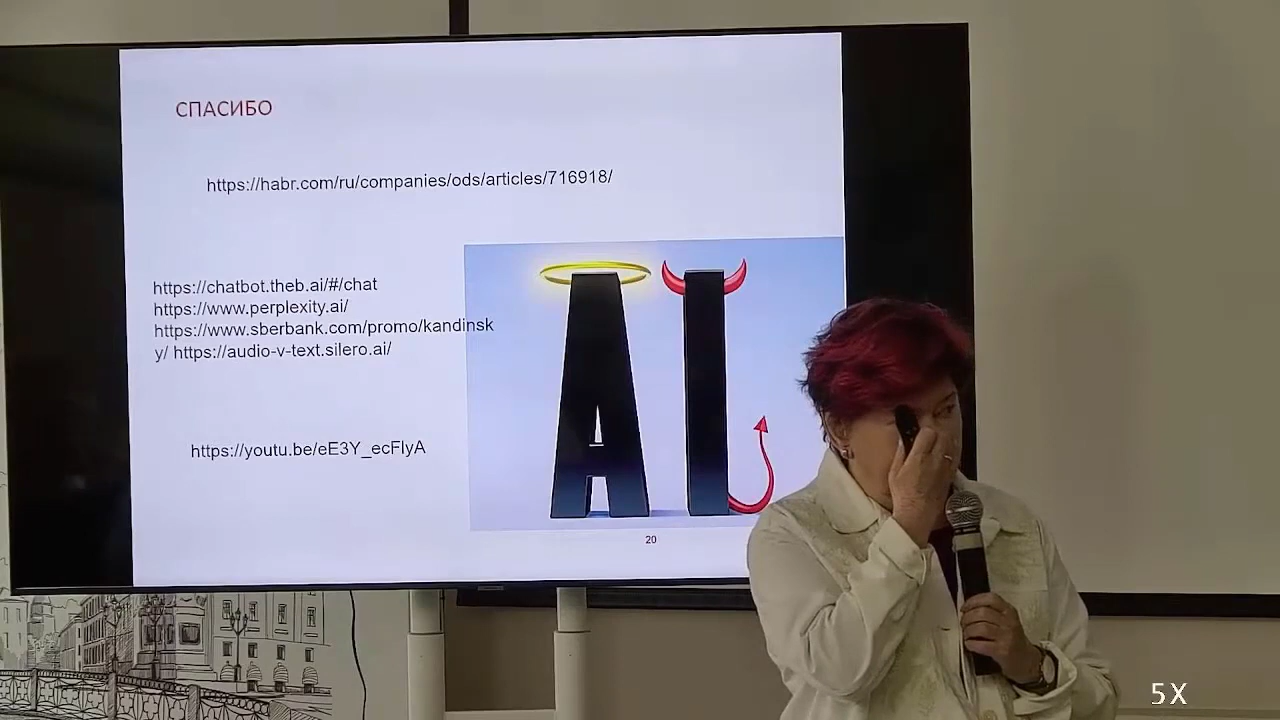 СПАСИБО
https://habr.com/ru/companies/ods/articles/716918/
https://chatbot.theb.ai/#/chat
https://www.perplexity.ai/
https://www.sberbank.com/promo/kandinsk
y/ https://audio-v-text.silero.ai/
https://youtu.be/eE3Y_ecFlyA
AI
20
5X